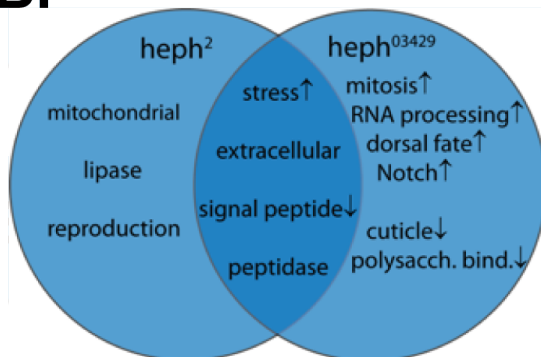 heph²
mitochondrial
lipase
reproduction
stress↑
extracellular
signal peptide↓
peptidase
heph⁰³⁴²⁹
mitosis↑
RNA processing↑
dorsal fate↑
Notch↑
cuticle↓
polysacch. bind.↓